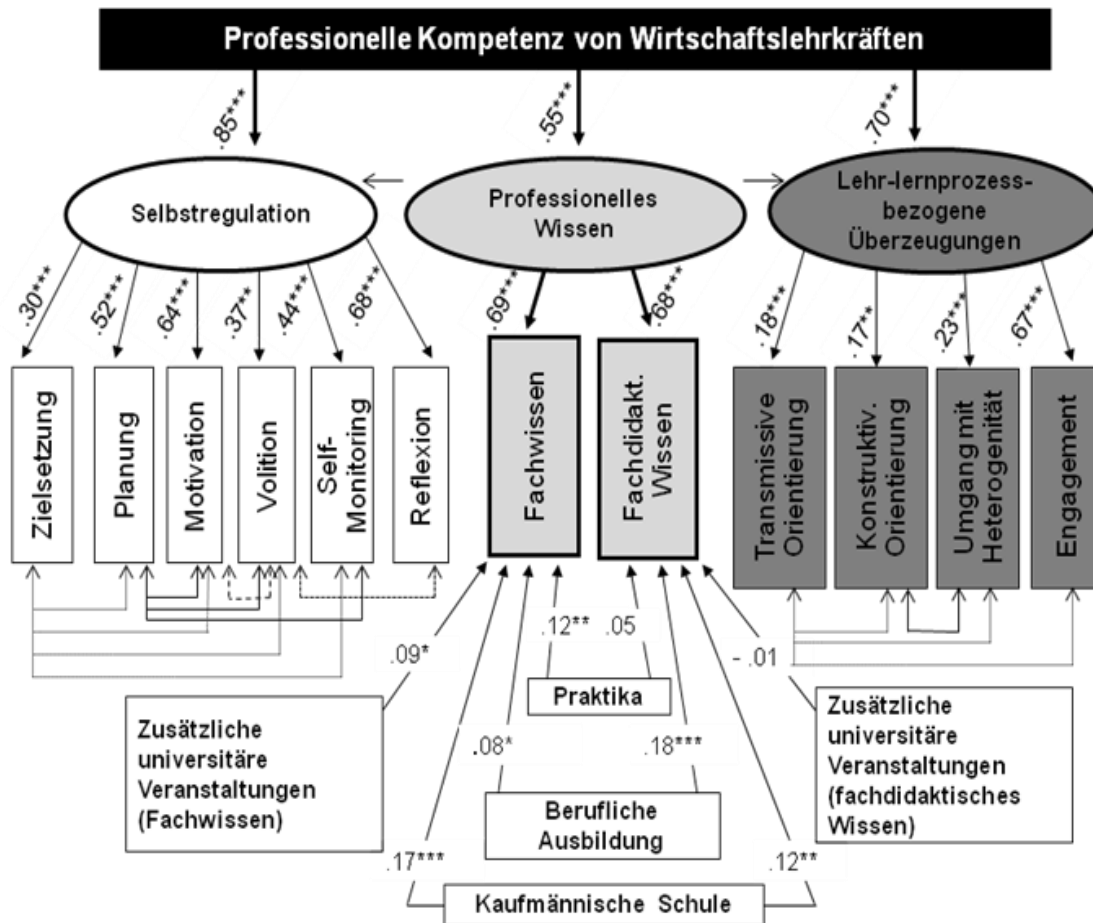 Professionelle Kompetenz von Wirtschaftslehrkräften
.85***
.55***
.70***
Selbstregulation
Professionelles
Wissen
Lehr-lernprozess-
bezogene
Überzeugungen
.30***
.52***
.64***
.37**
.44***
.68***
.69***
.68***
.18***
.17**
.23***
.67***
Zielsetzung
Planung
Motivation
Volition
Self-
Monitoring
Reflexion
Fachwissen
Fachdidakt.
Wissen
Transmissive
Orientierung
Konstruktiv.
Orientierung
Umgang mit
Heterogenität
Engagement
.09*
.12**
.05
- .01
Praktika
Zusätzliche
universitäre
Veranstaltungen
(Fachwissen)
.08*
.18***
Zusätzliche
universitäre
Veranstaltungen
(fachdidaktisches
Wissen)
Berufliche
Ausbildung
.17***
.12**
Kaufmännische Schule